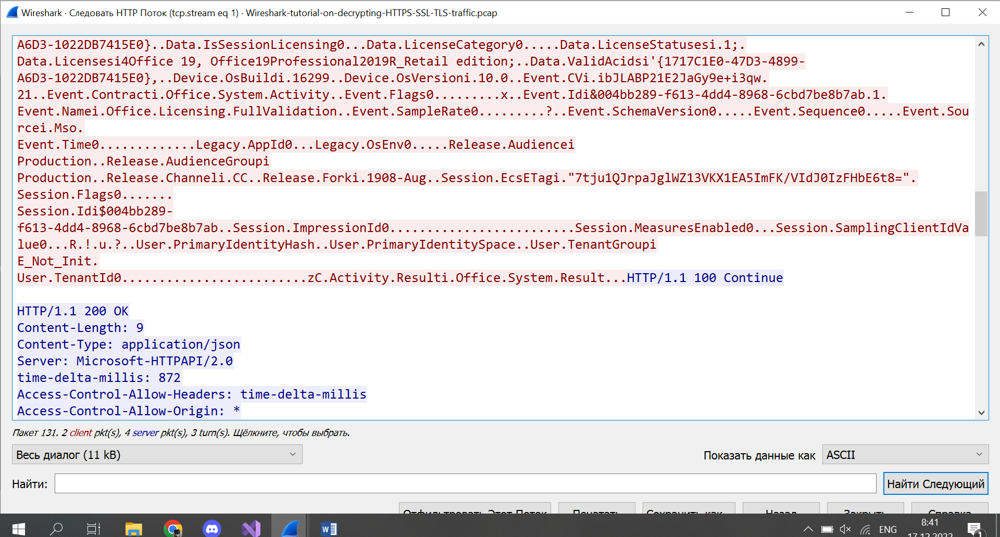 Wireshark · Следовать HTTP Поток (tcp.stream eq 1) · Wireshark-tutorial-on-decrypting-HTTPS-SSL-TLS-traffic.pcap
A6D3-1022DB7415E0}..Data.IsSessionLicensing0...Data.LicenseCategory0.....Data.LicenseStatusesi.1;.
Data.Licensesi4Office 19, Office19Professional2019R_Retail edition;..Data.ValidAcidsi'{1717C1E0-47D3-4899-
A6D3-1022DB7415E0},..Device.OsBuildi.16299..Device.OsVersioni.10.0..Event.CVi.ibJLABP21E2JaGy9e+i3qw.
21..Event.Contracti.Office.System.Activity..Event.Flags0.........x..Event.Idi&004bb289-f613-4dd4-8968-6cbd7be8b7ab.1.
Event.Namei.Office.Licensing.FullValidation..Event.SampleRate0.........?..Event.SchemaVersion0.....Event.Sequence0.....Event.Sou
rcei.Mso.
Event.Time0.............Legacy.AppId0...Legacy.OsEnv0.....Release.Audiencei
Production..Release.AudienceGroupi
Production..Release.Channeli.CC..Release.Forki.1908-Aug..Session.EcsETagi."7tju1QJrpaJglWZ13VKX1EA5ImFK/VIdJ0IzFHbE6t8=".
Session.Flags0.......
Session.Idi$004bb289-
f613-4dd4-8968-6cbd7be8b7ab..Session.ImpressionId0.........................Session.MeasuresEnabled0...Session.SamplingClientIdVa
lue0...R.!.u.?..User.PrimaryIdentityHash..User.PrimaryIdentitySpace..User.TenantGroupi
E_Not_Init.
User.TenantId0.........................zC.Activity.Resulti.Office.System.Result...HTTP/1.1 100 Continue
HTTP/1.1 200 OK
Content-Length: 9
Content-Type: application/json
Server: Microsoft-HTTPAPI/2.0
time-delta-millis: 872
Access-Control-Allow-Headers: time-delta-millis
Access-Control-Allow-Origin: *
Пакет 131. 2 client pkt(s), 4 server pkt(s), 3 turn(s). Щёлкните, чтобы выбрать.
Весь диалог (11 kB)
Показать данные как ASCII
Найти:
Найти Следующий
Отфильтровать Этот Поток Печатать Сохранить как... Назад Закрыть Справка
ENG
8:41
17.12.2022
1